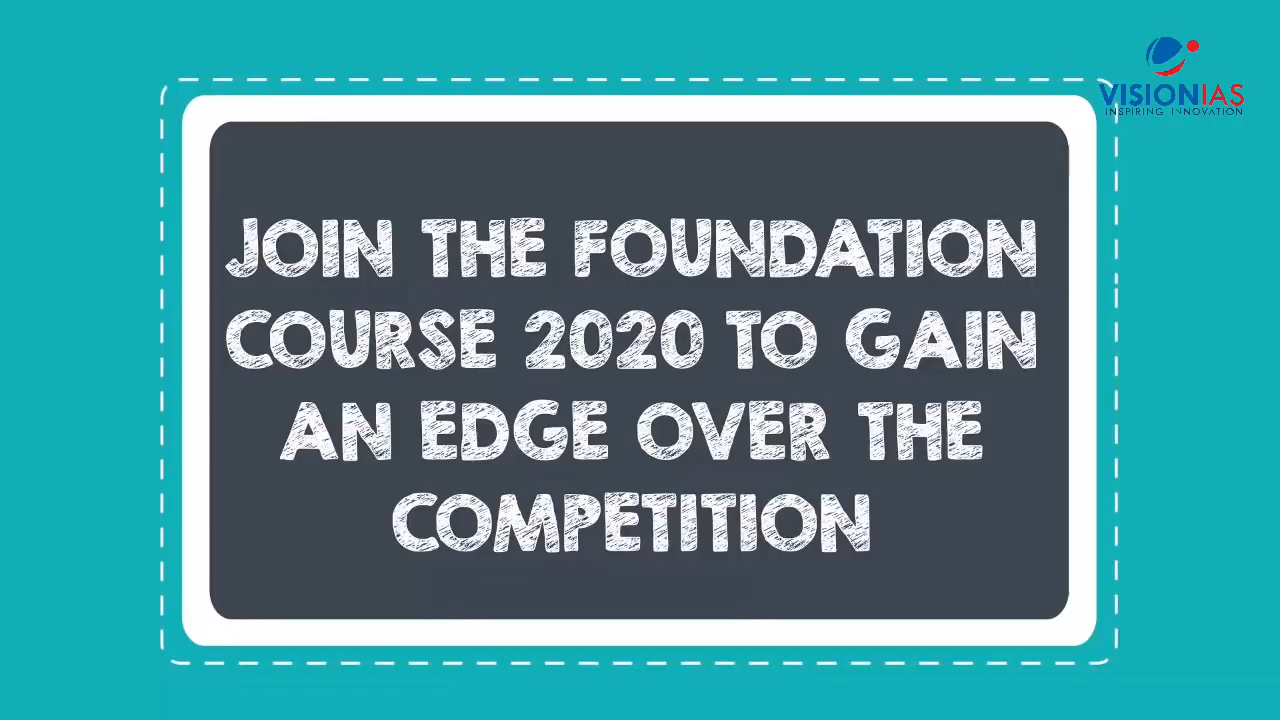 VISIONIAS
INSPIRING INNOVATION
JOIN THE FOUNDATION
COURSE 2020 TO GAIN
AN EDGE OVER THE
COMPETITION